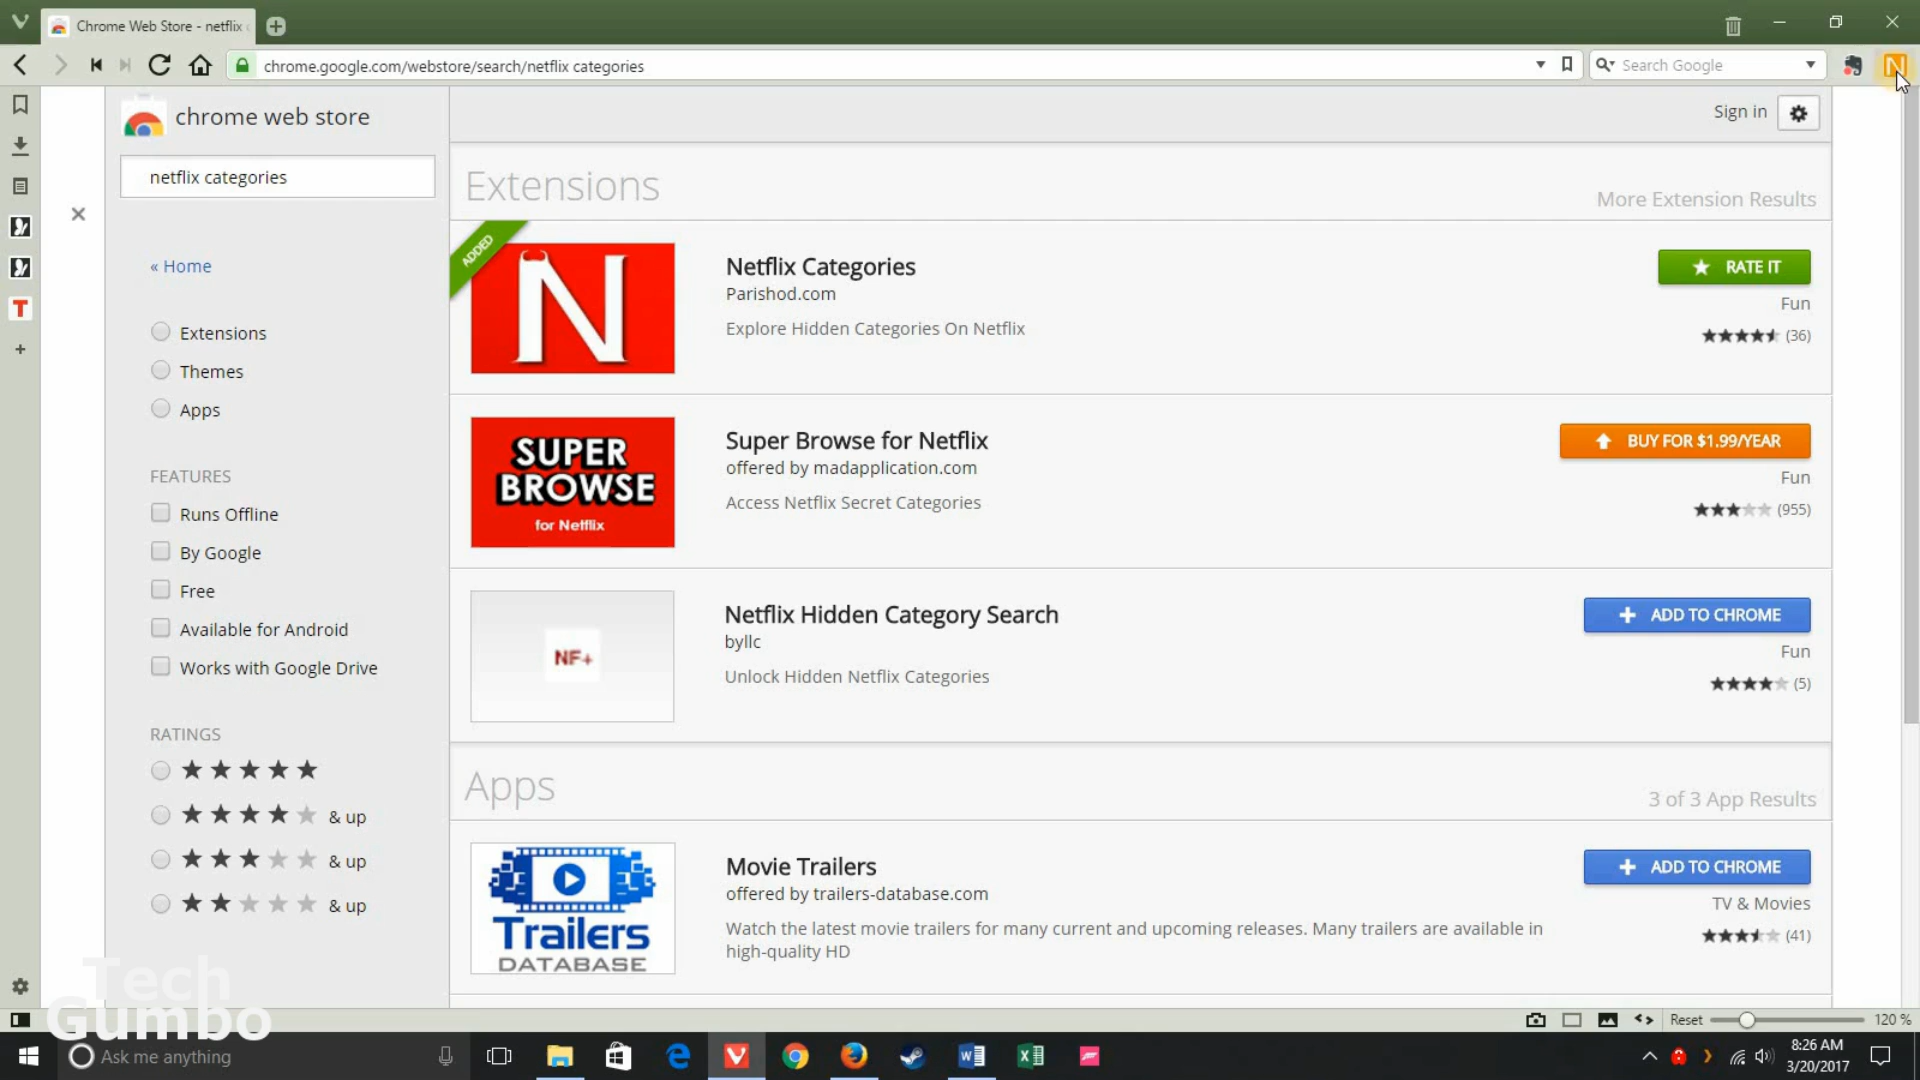 Chrome Web Store - netflix
chrome.google.com/webstore/search/netflix categories
Search Google
N
chrome web store
Sign in
netflix categories
Extensions
More Extension Results
« Home
Extensions
Themes
Apps
FEATURES
Runs Offline
By Google
Free
Available for Android
Works with Google Drive
RATINGS
& up
& up
& up
ADDED
N
Netflix Categories
Parishod.com
Explore Hidden Categories On Netflix
RATE IT
Fun
(36)
SUPER
BROWSE
for Netflix
Super Browse for Netflix
offered by madapplication.com
Access Netflix Secret Categories
BUY FOR $1.99/YEAR
Fun
(955)
NF+
Netflix Hidden Category Search
byllc
Unlock Hidden Netflix Categories
ADD TO CHROME
Fun
(5)
Apps
3 of 3 App Results
Trailers
DATABASE
Movie Trailers
offered by trailers-database.com
Watch the latest movie trailers for many current and upcoming releases. Many trailers are available in
high-quality HD
ADD TO CHROME
TV & Movies
(41)
T
Tech
Gumbo
Reset
120 %
Ask me anything
8:26 AM
3/20/2017